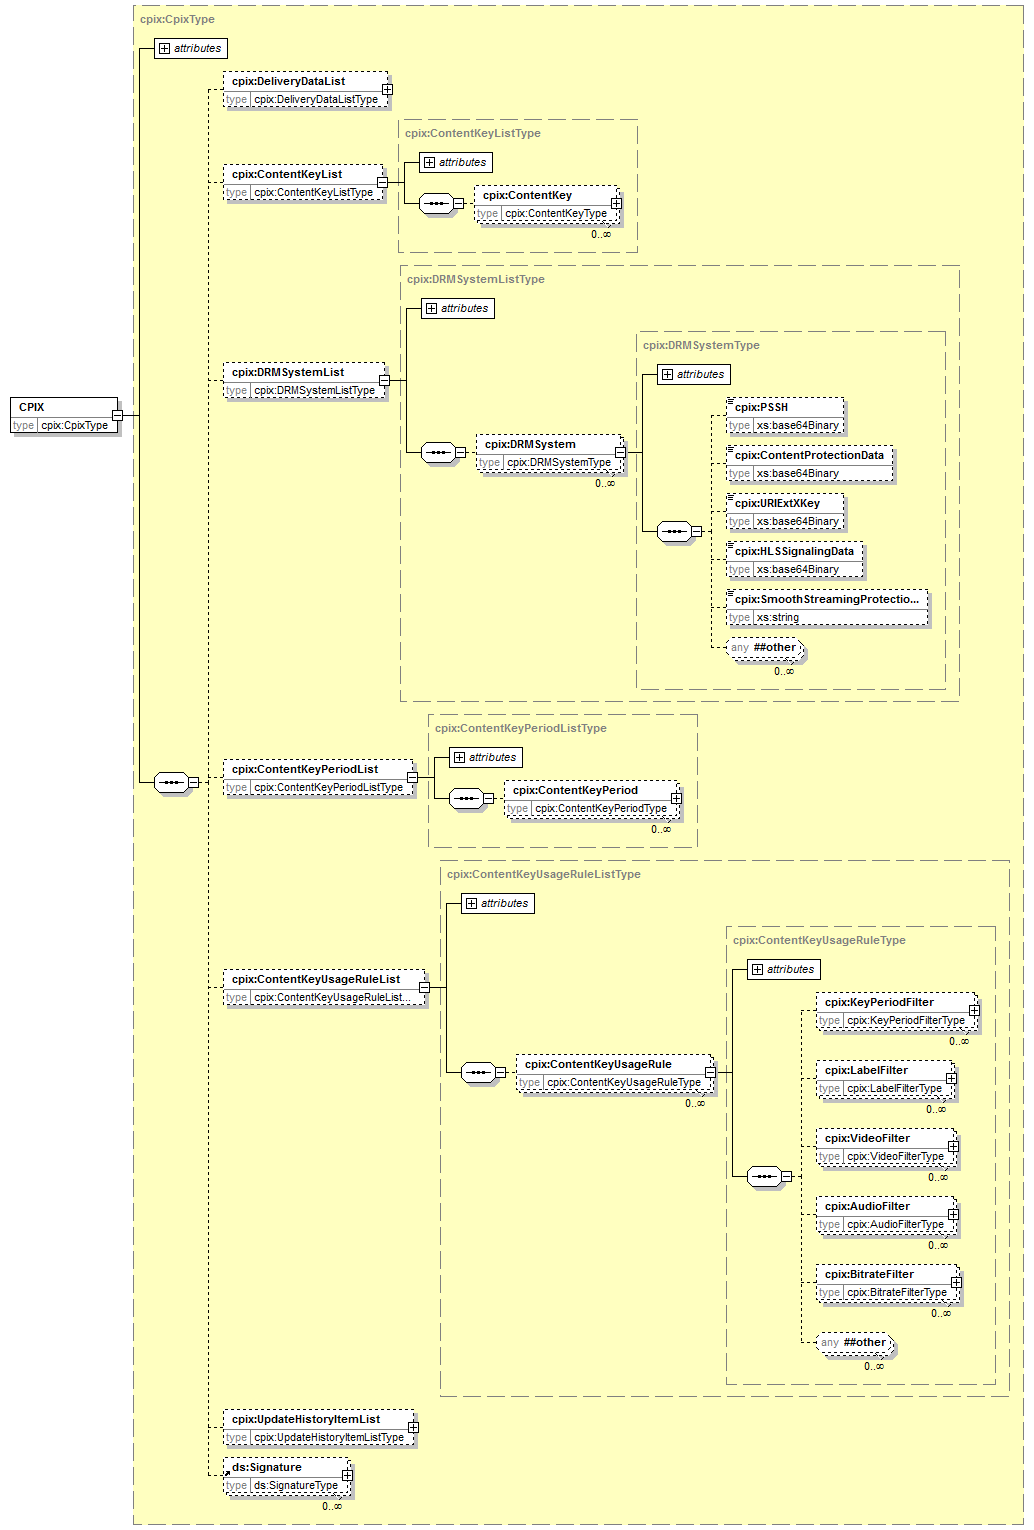 cpix:CpixType
attributes
cpix:DeliveryDataList
type cpix:DeliveryDataListType
cpix:ContentKeyListType
attributes
cpix:ContentKeyList
type cpix:ContentKeyListType
cpix:ContentKey
type cpix:ContentKeyType
0..∞
cpix:DRMSystemListType
attributes
cpix:DRMSystemType
cpix:DRMSystemList
type cpix:DRMSystemListType
attributes
CPIX
type cpix:CpixType
cpix:PSSH
type xs:base64Binary
cpix:DRMSystem
type cpix:DRMSystemType
0..∞
cpix:ContentProtectionData
type xs:base64Binary
cpix:URIExtXKey
type xs:base64Binary
cpix:HLSSignalingData
type xs:base64Binary
cpix:SmoothStreamingProtectio...
type xs:string
any ##other
0..∞
cpix:ContentKeyPeriodListType
attributes
cpix:ContentKeyPeriodList
type cpix:ContentKeyPeriodListType
cpix:ContentKeyPeriod
type cpix:ContentKeyPeriodType
0..∞
cpix:ContentKeyUsageRuleListType
attributes
cpix:ContentKeyUsageRuleType
attributes
cpix:ContentKeyUsageRuleList
type cpix:ContentKeyUsageRuleList...
cpix:KeyPeriodFilter
type cpix:KeyPeriodFilterType
0..∞
cpix:ContentKeyUsageRule
type cpix:ContentKeyUsageRuleType
0..∞
cpix:LabelFilter
type cpix:LabelFilterType
0..∞
cpix:VideoFilter
type cpix:VideoFilterType
0..∞
cpix:AudioFilter
type cpix:AudioFilterType
0..∞
cpix:BitrateFilter
type cpix:BitrateFilterType
0..∞
any ##other
0..∞
cpix:UpdateHistoryItemList
type cpix:UpdateHistoryItemListType
ds:Signature
type ds:SignatureType
0..∞